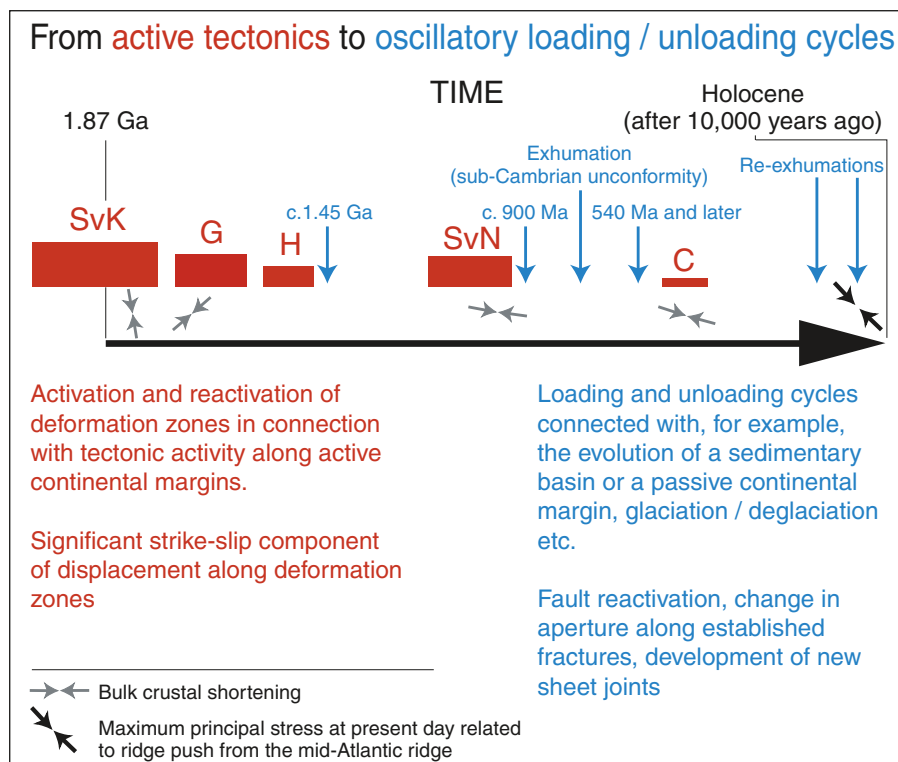 From active tectonics to oscillatory loading / unloading cycles
TIME
1.87 Ga
Holocene
(after 10,000 years ago)
Exhumation
(sub-Cambrian unconformity)
Re-exhumations
SvK
G
H
c.1.45 Ga
SvN
c. 900 Ma
540 Ma and later
C
Activation and reactivation of
deformation zones in connection
with tectonic activity along active
continental margins.
Significant strike-slip component
of displacement along deformation
zones
Loading and unloading cycles
connected with, for example,
the evolution of a sedimentary
basin or a passive continental
margin, glaciation / deglaciation
etc.
Fault reactivation, change in
aperture along established
fractures, development of new
sheet joints
Bulk crustal shortening
Maximum principal stress at present day related
to ridge push from the mid-Atlantic ridge